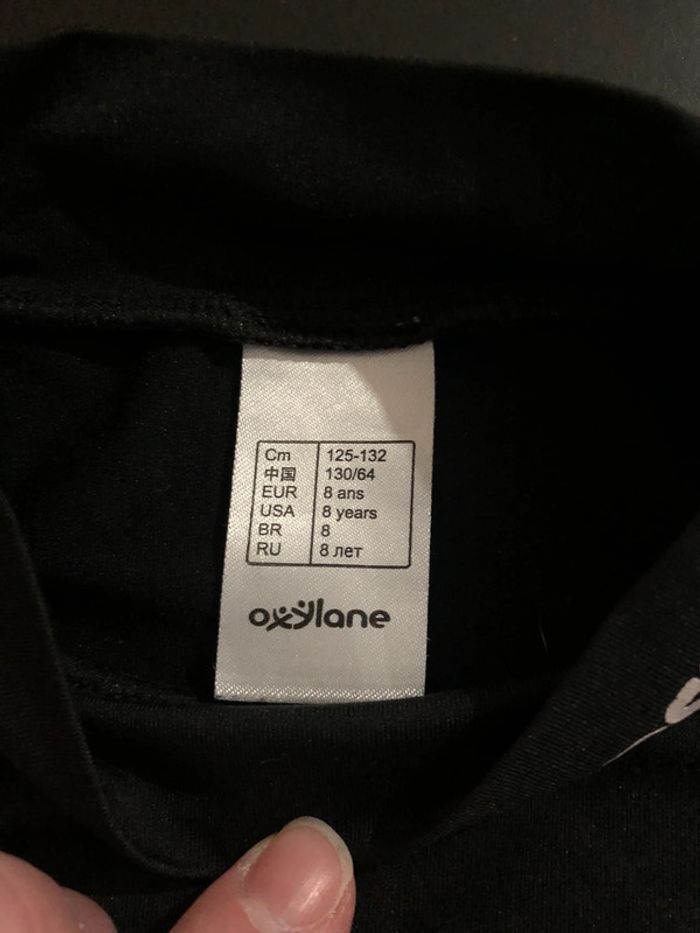 Cm 125-132
中国 130/64
EUR 8 ans
USA 8 years
BR 8
RU 8 лет
oxylane